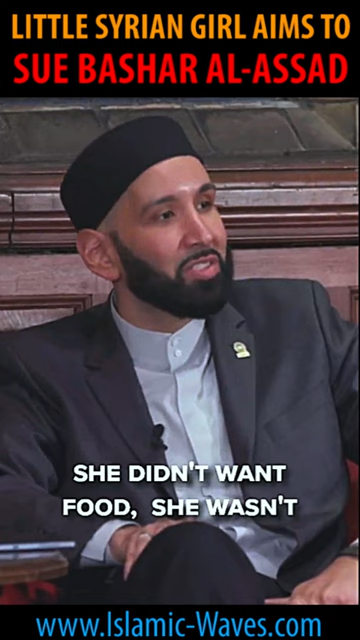 LITTLE SYRIAN GIRL AIMS TO
SUE BASHAR AL-ASSAD
SHE DIDN'T WANT
FOOD, SHE WASN'T
www.Islamic-Waves.com